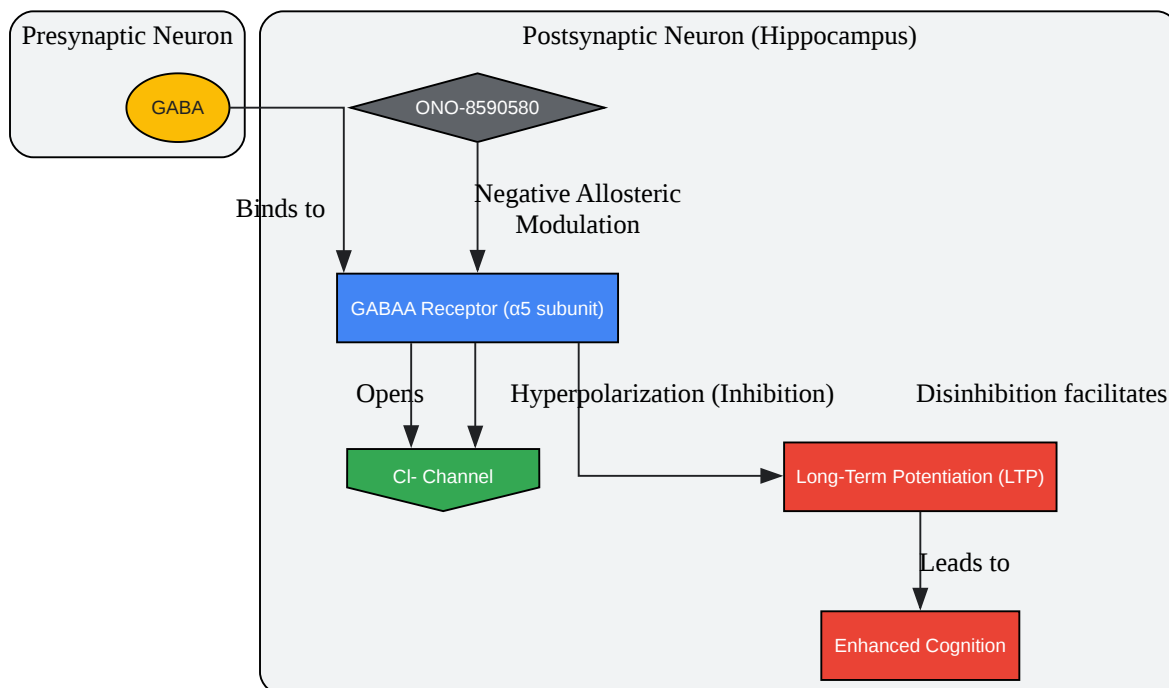 Presynaptic Neuron
Postsynaptic Neuron (Hippocampus)
GABA
ONO-8590580
Binds to
Negative Allosteric
Modulation
GABAA Receptor (α5 subunit)
Opens
Hyperpolarization (Inhibition)
Disinhibition facilitates
Cl- Channel
Long-Term Potentiation (LTP)
Leads to
Enhanced Cognition